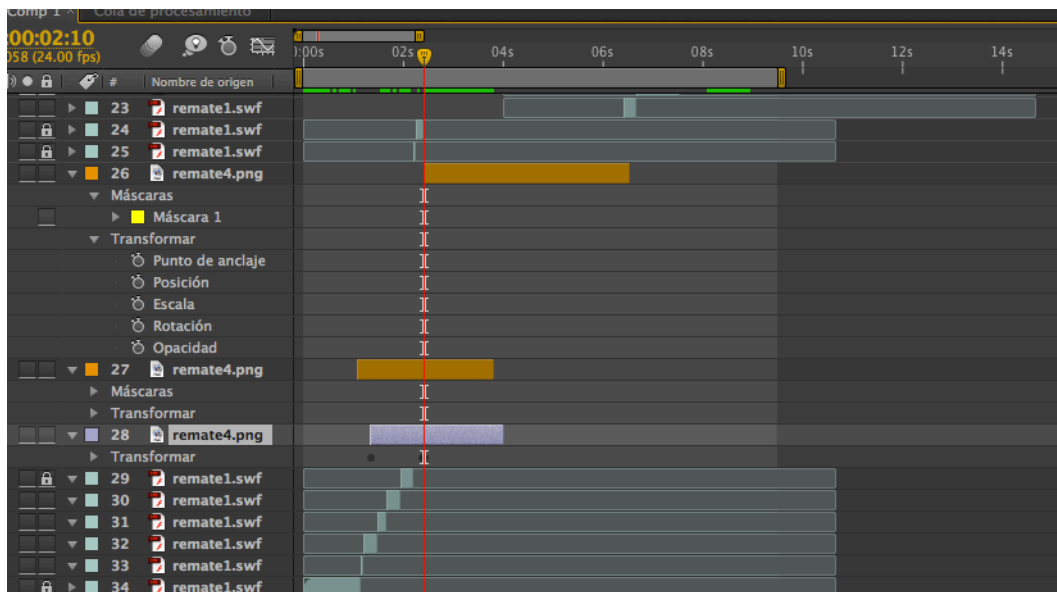 Comp 1 × Cola de procesamiento
:00:02:10
058 (24.00 fps)
):00s 02s 04s 06s 08s 10s 12s 14s
# Nombre de origen
23 remate1.swf
24 remate1.swf
25 remate1.swf
26 remate4.png
Máscaras
Máscara 1
Transformar
Punto de anclaje
Posición
Escala
Rotación
Opacidad
27 remate4.png
Máscaras
Transformar
28 remate4.png
Transformar
29 remate1.swf
30 remate1.swf
31 remate1.swf
32 remate1.swf
33 remate1.swf
34 remate1.swf